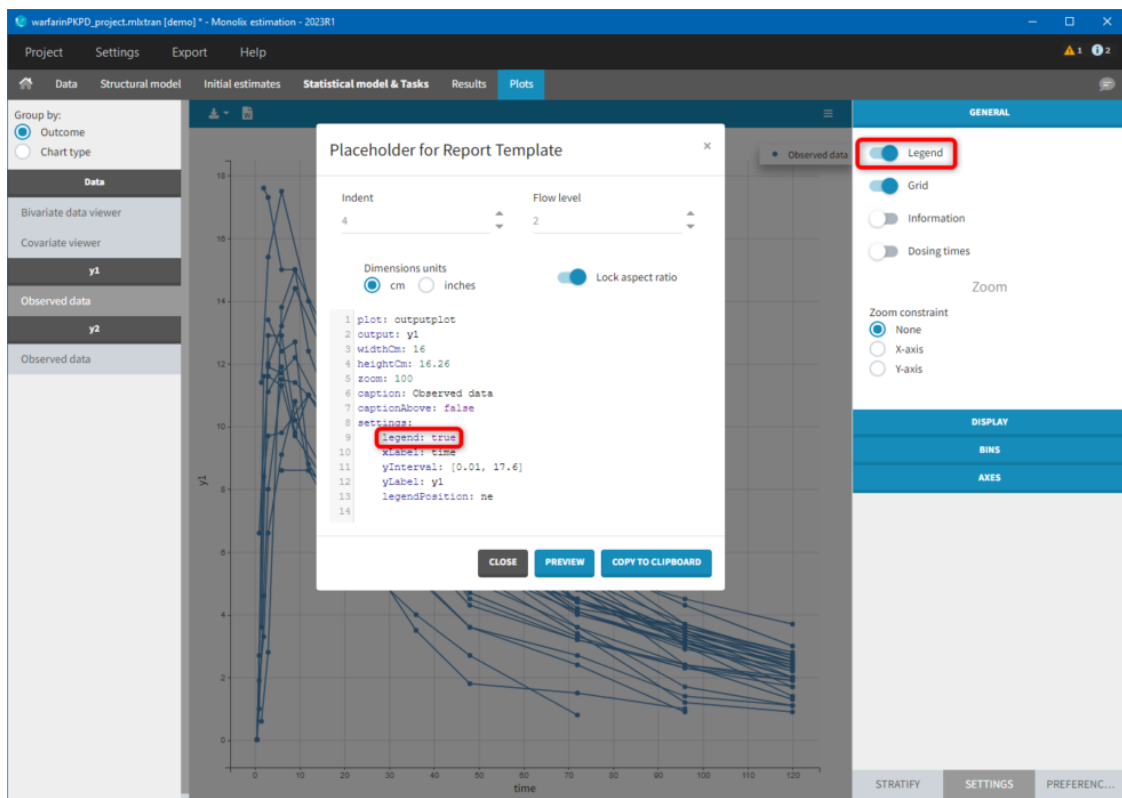 warfarinPKPD_project.mlxtran [demo] * - Monolix estimation - 2023R1
Project Settings Export Help
1 2
Data Structural model Initial estimates Statistical model & Tasks Results Plots
Group by:
Outcome
Chart type
Data
Bivariate data viewer
Covariate viewer
y1
Observed data
y2
Observed data
Observed data
18
16
14
12
10
8
6
4
2
0
y1
0 10 20 30 40 50 60 70 80 90 100 110 120
time
Placeholder for Report Template
Indent Flow level
4 2
Dimensions units
cm inches
Lock aspect ratio
1 plot: outputplot
2 output: y1
3 widthCm: 16
4 heightCm: 16.26
5 zoom: 100
6 caption: Observed data
7 captionAbove: false
8 settings:
9 legend: true
10 xLabel: time
11 yInterval: [0.01, 17.6]
12 yLabel: y1
13 legendPosition: ne
14
CLOSE PREVIEW COPY TO CLIPBOARD
GENERAL
Legend
Grid
Information
Dosing times
Zoom
Zoom constraint
None
X-axis
Y-axis
DISPLAY
BINS
AXES
STRATIFY SETTINGS PREFERENC...